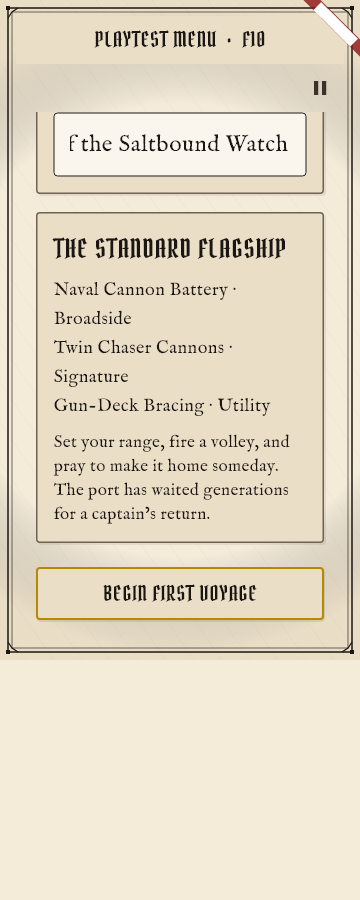 PLAYTEST MENU · F10
f the Saltbound Watch
THE STANDARD FLAGSHIP
Naval Cannon Battery ·
Broadside
Twin Chaser Cannons ·
Signature
Gun-Deck Bracing · Utility
Set your range, fire a volley, and
pray to make it home someday.
The port has waited generations
for a captain's return.
BEGIN FIRST VOYAGE